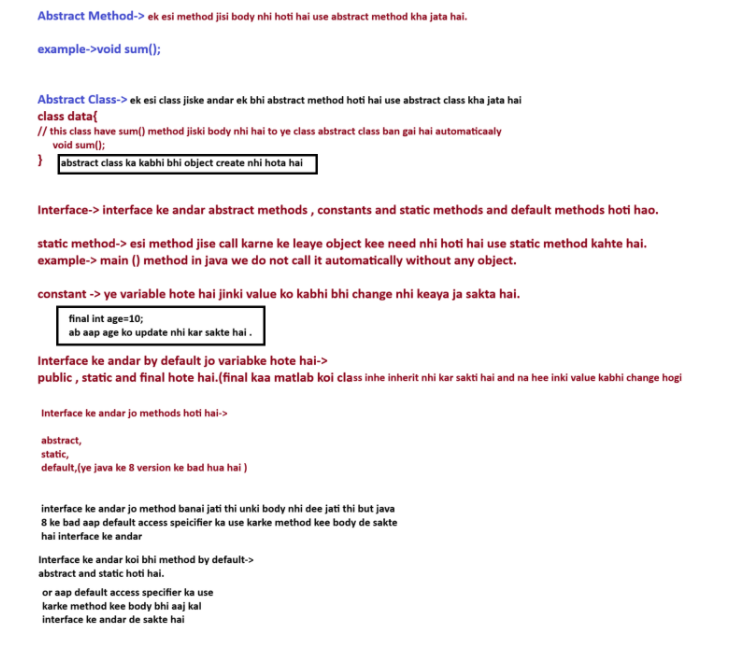 Abstract Method-> ek esi method jisi body nhi hoti hai use abstract method kha jata hai.
example->void sum();
Abstract Class-> ek esi class jiske andar ek bhi abstract method hoti hai use abstract class kha jata hai
class data{
// this class have sum() method jiski body nhi hai to ye class abstract class ban gai hai automaticaaly
void sum();
}
abstract class ka kabhi bhi object create nhi hota hai
Interface-> interface ke andar abstract methods , constants and static methods and default methods hoti hao.
static method-> esi method jise call karne ke leaye object kee need nhi hoti hai use static method kahte hai.
example-> main () method in java we do not call it automatically without any object.
constant -> ye variable hote hai jinki value ko kabhi bhi change nhi keaya ja sakta hai.
final int age=10;
ab aap age ko update nhi kar sakte hai .
Interface ke andar by default jo variabke hote hai->
public , static and final hote hai.(final kaa matlab koi class inhe inherit nhi kar sakti hai and na hee inki value kabhi change hogi
Interface ke andar jo methods hoti hai->
abstract,
static,
default,(ye java ke 8 version ke bad hua hai )
interface ke andar jo method banai jati thi unki body nhi dee jati thi but java
8 ke bad aap default access speicifier ka use karke method kee body de sakte
hai interface ke andar
Interface ke andar koi bhi method by default->
abstract and static hoti hai.
or aap default access specifier ka use
karke method kee body bhi aaj kal
interface ke andar de sakte hai